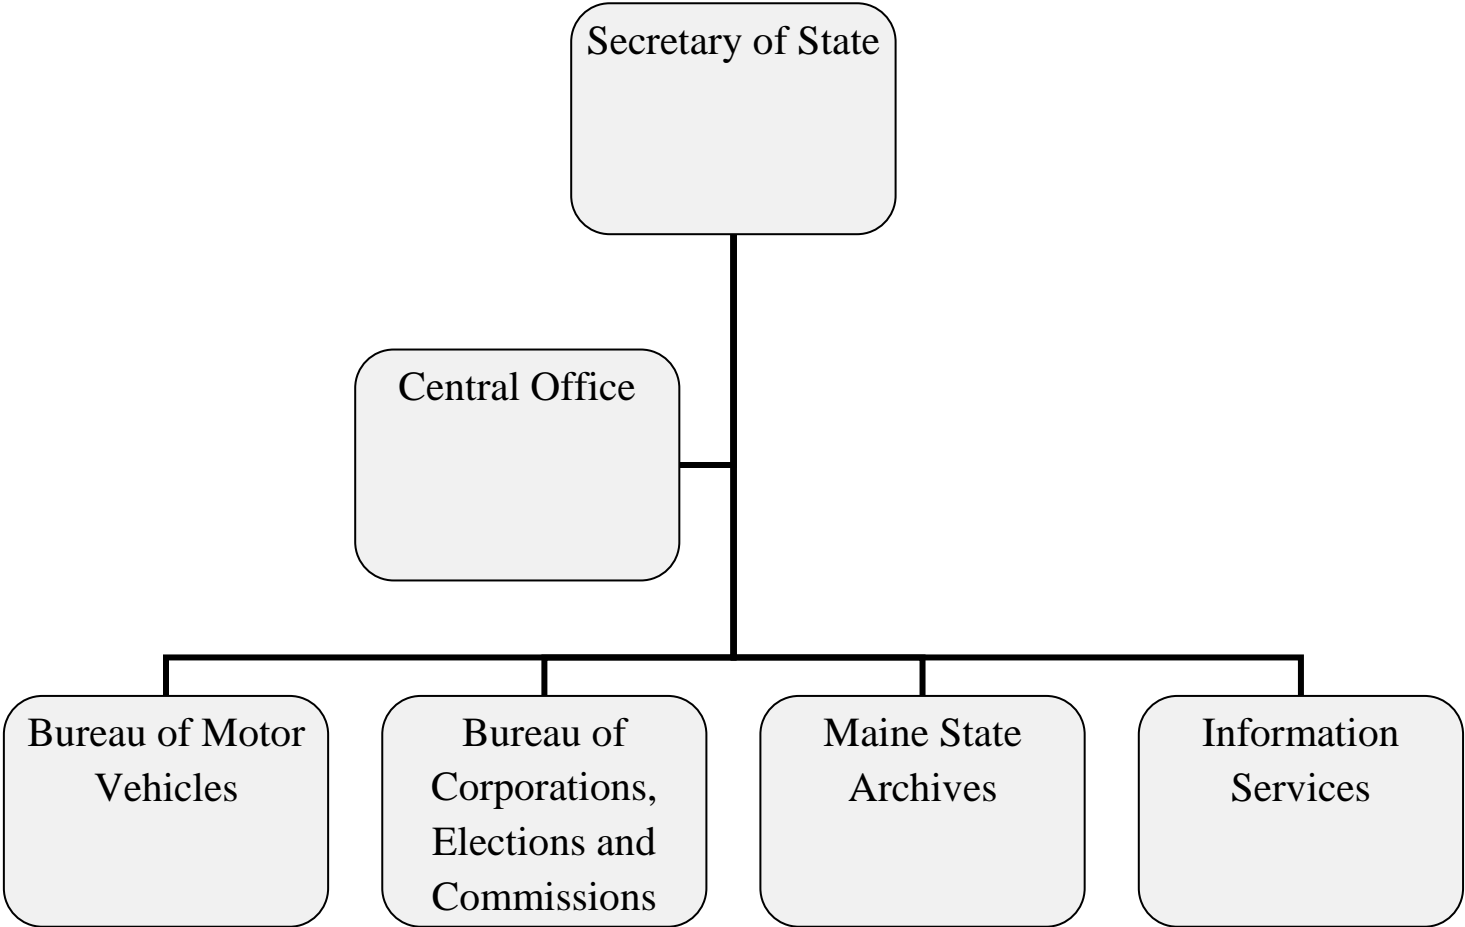 Secretary of State
Central Office
Bureau of Motor
Vehicles
Bureau of
Corporations,
Elections and
Commissions
Maine State
Archives
Information
Services